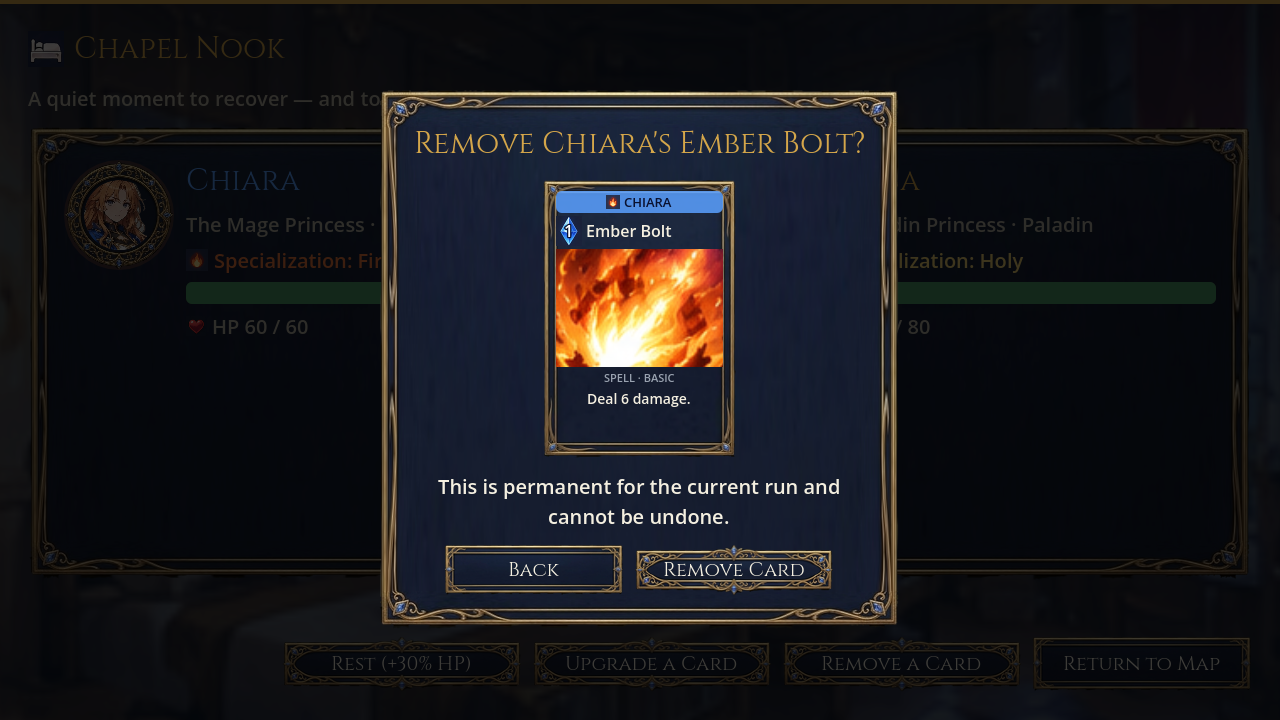 Chapel Nook
A quiet moment to recover — and to
Remove Chiara's Ember Bolt?
Chiara
The Mage Princess ·
Specialization:
HP 60 / 60
CHIARA
1 Ember Bolt
SPELL · BASIC
Deal 6 damage.
Princess · Paladin
Holy
/ 80
This is permanent for the current run and
cannot be undone.
Back
Remove Card
Rest (+30% HP)
Upgrade a Card
Remove a Card
Return to Map